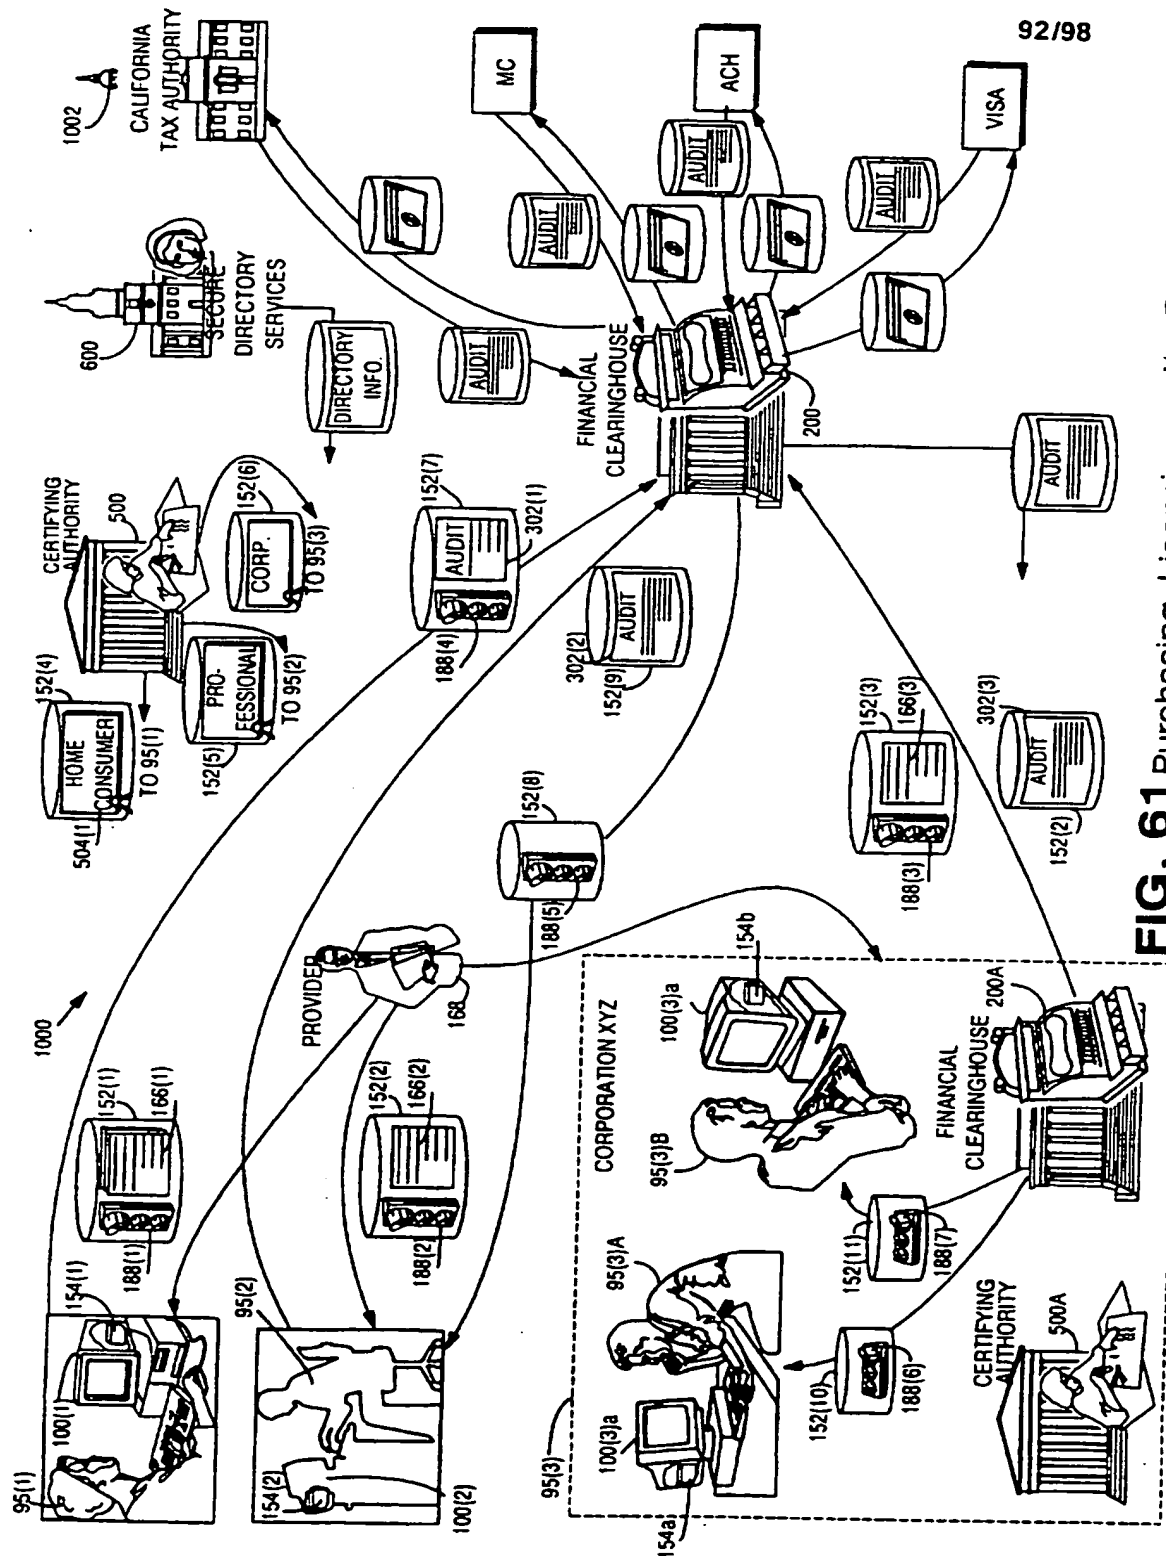 92/98
1002
CALIFORNIA
TAX AUTHORITY
MC
ACH
VISA
600
SECURE
DIRECTORY
SERVICES
DIRECTORY
INFO.
AUDIT
AUDIT
AUDIT
AUDIT
FINANCIAL
CLEARINGHOUSE
200
AUDIT
CERTIFYING
AUTHORITY
500
152(6)
CORP.
TO 95(3)
152(4)
HOME
CONSUMER
504(1)
TO 95(1)
PRO-
FESSIONAL
152(5)
TO 95(2)
152(7)
AUDIT
302(1)
188(4)
302(2)
AUDIT
152(9)
152(8)
188(5)
152(3)
166(3)
188(3)
302(3)
AUDIT
152(2)
1000
PROVIDER
168
152(1)
166(1)
188(1)
152(2)
166(2)
188(2)
95(1)
100(1)
154(1)
95(2)
154(2)
100(2)
95(3)
CORPORATION XYZ
100(3)a
154a
95(3)A
95(3)B
100(3)a
154b
152(10)
188(6)
152(11)
188(7)
FINANCIAL
CLEARINGHOUSE
200A
CERTIFYING
AUTHORITY
500A
FIG. 61 Purchasing, Licensing